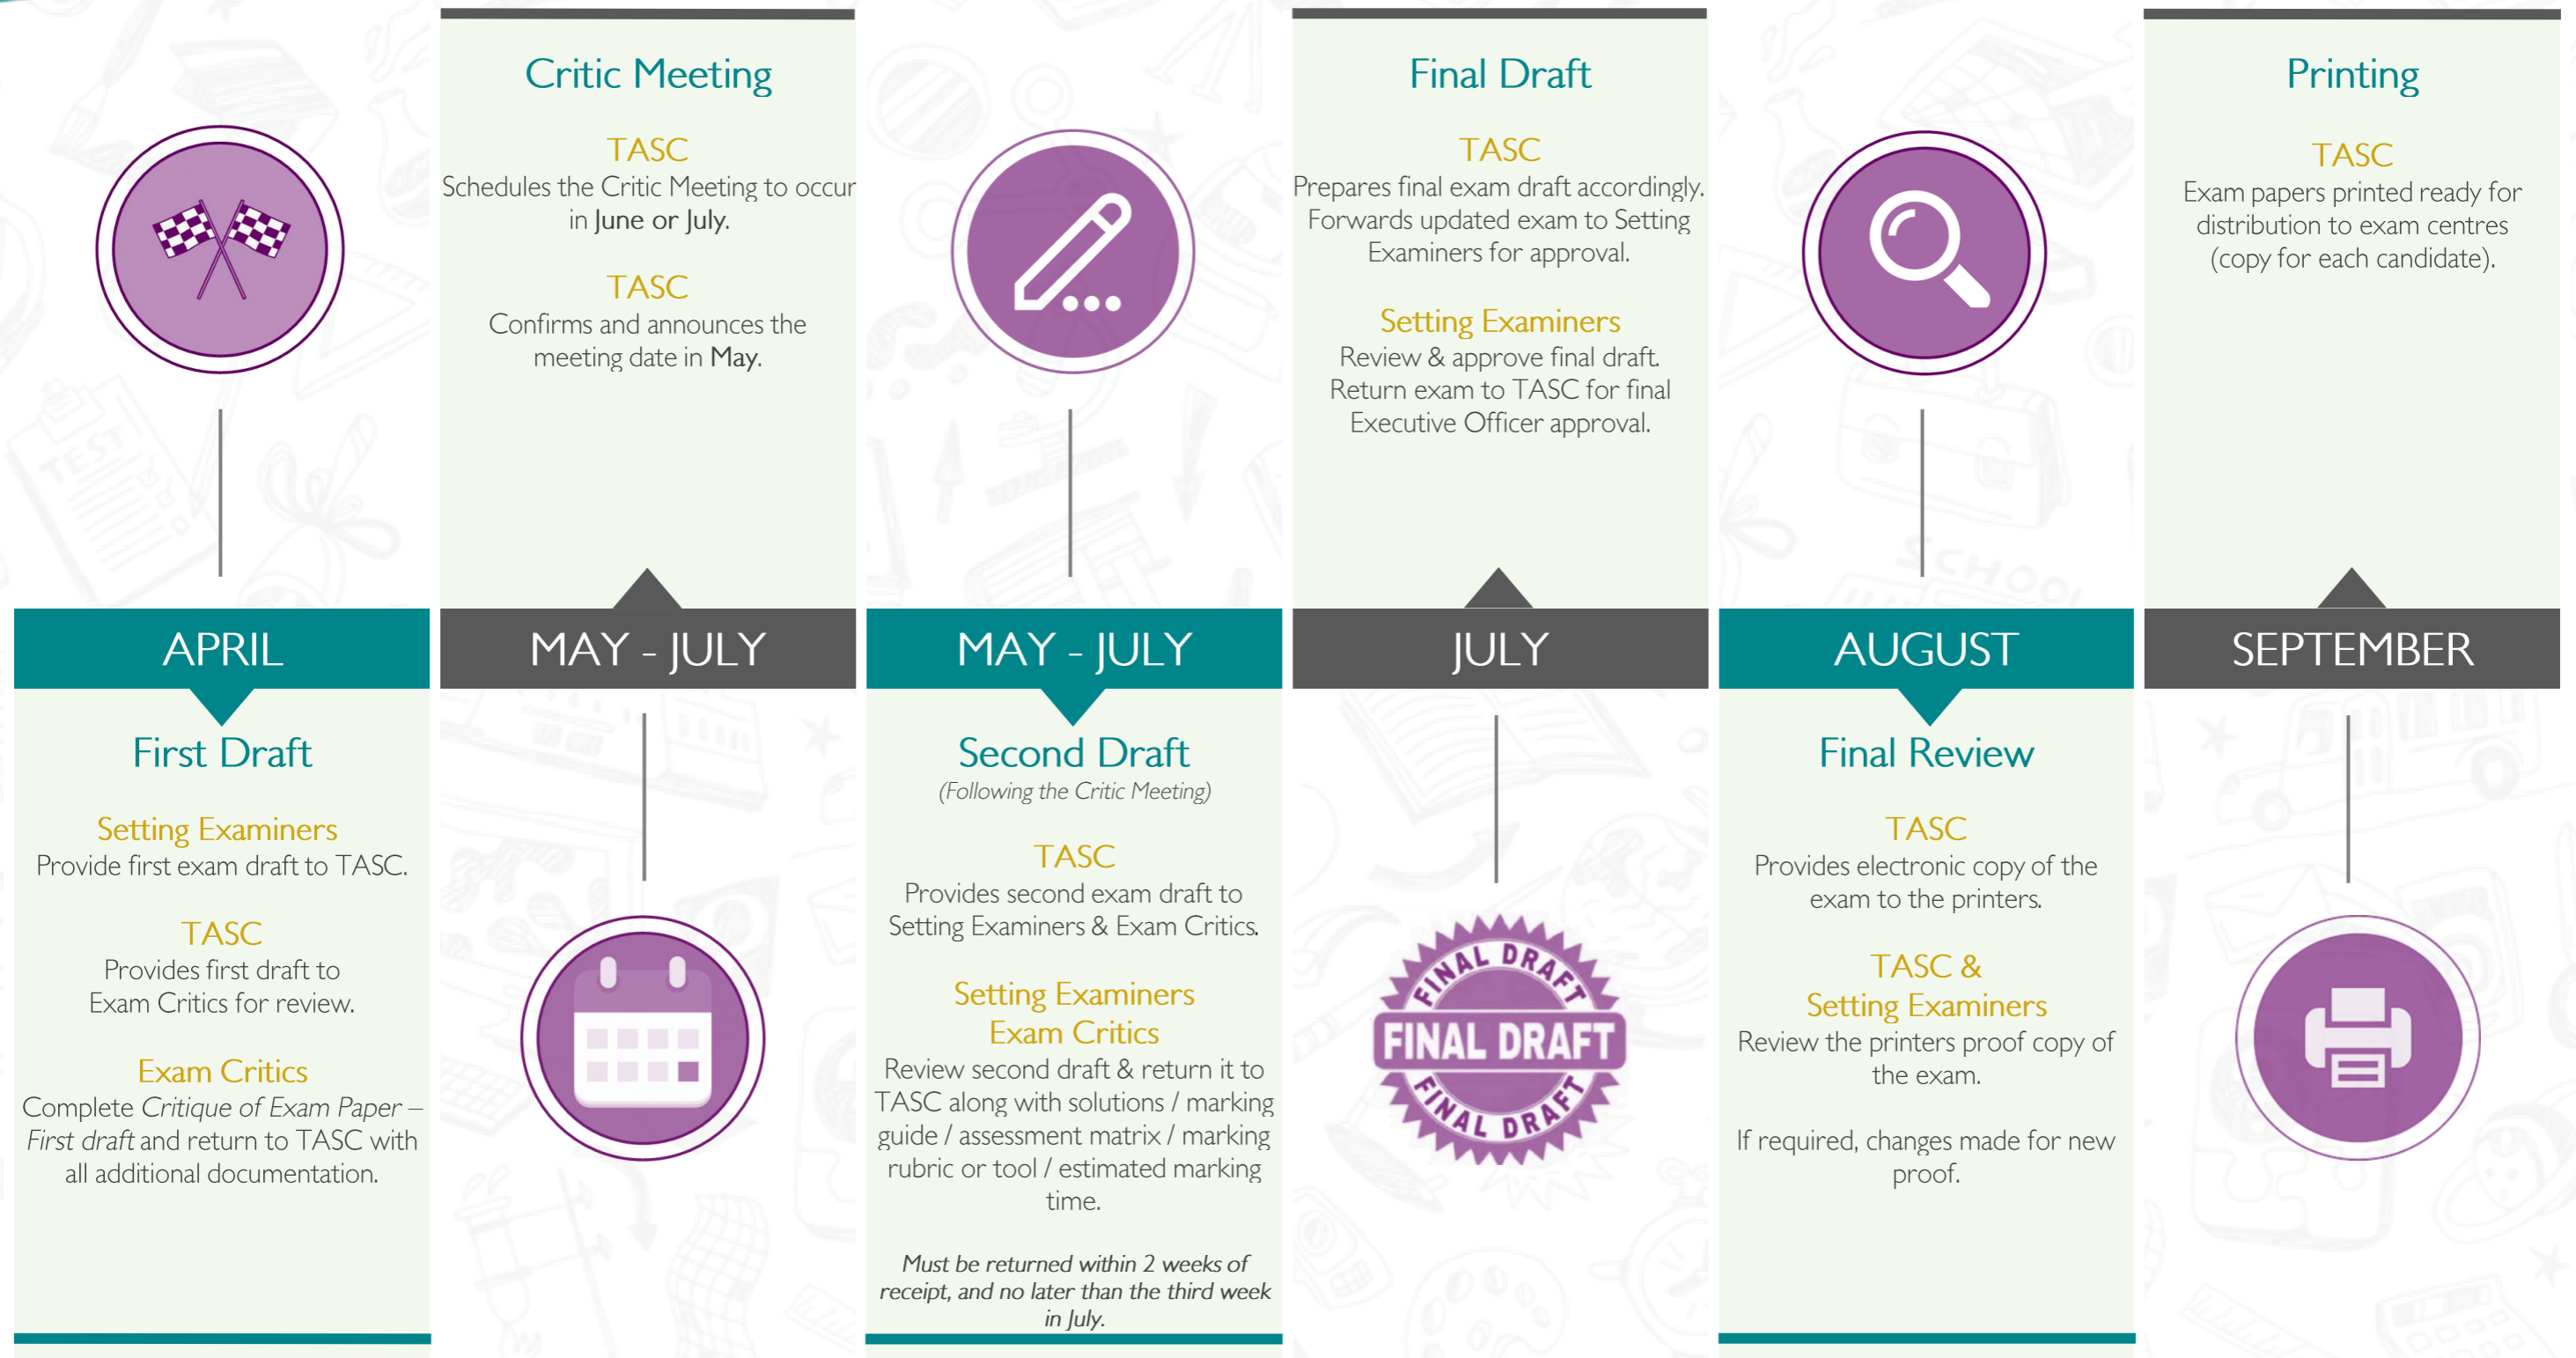 APRIL
First Draft
Setting Examiners
Provide first exam draft to TASC.
TASC
Provides first draft to
Exam Critics for review.
Exam Critics
Complete Critique of Exam Paper –
First draft and return to TASC with
all additional documentation.
Critic Meeting
TASC
Schedules the Critic Meeting to occur
in June or July.
TASC
Confirms and announces the
meeting date in May.
MAY - JULY
MAY - JULY
Second Draft
(Following the Critic Meeting)
TASC
Provides second exam draft to
Setting Examiners & Exam Critics.
Setting Examiners
Exam Critics
Review second draft & return it to
TASC along with solutions / marking
guide / assessment matrix / marking
rubric or tool / estimated marking
time.
Must be returned within 2 weeks of
receipt, and no later than the third week
in July.
Final Draft
TASC
Prepares final exam draft accordingly.
Forwards updated exam to Setting
Examiners for approval.
Setting Examiners
Review & approve final draft.
Return exam to TASC for final
Executive Officer approval.
JULY
FINAL DRAFT
FINAL DRAFT
FINAL DRAFT
AUGUST
Final Review
TASC
Provides electronic copy of the
exam to the printers.
TASC &
Setting Examiners
Review the printers proof copy of
the exam.
If required, changes made for new
proof.
Printing
TASC
Exam papers printed ready for
distribution to exam centres
(copy for each candidate).
SEPTEMBER
TEST
SCHOOL